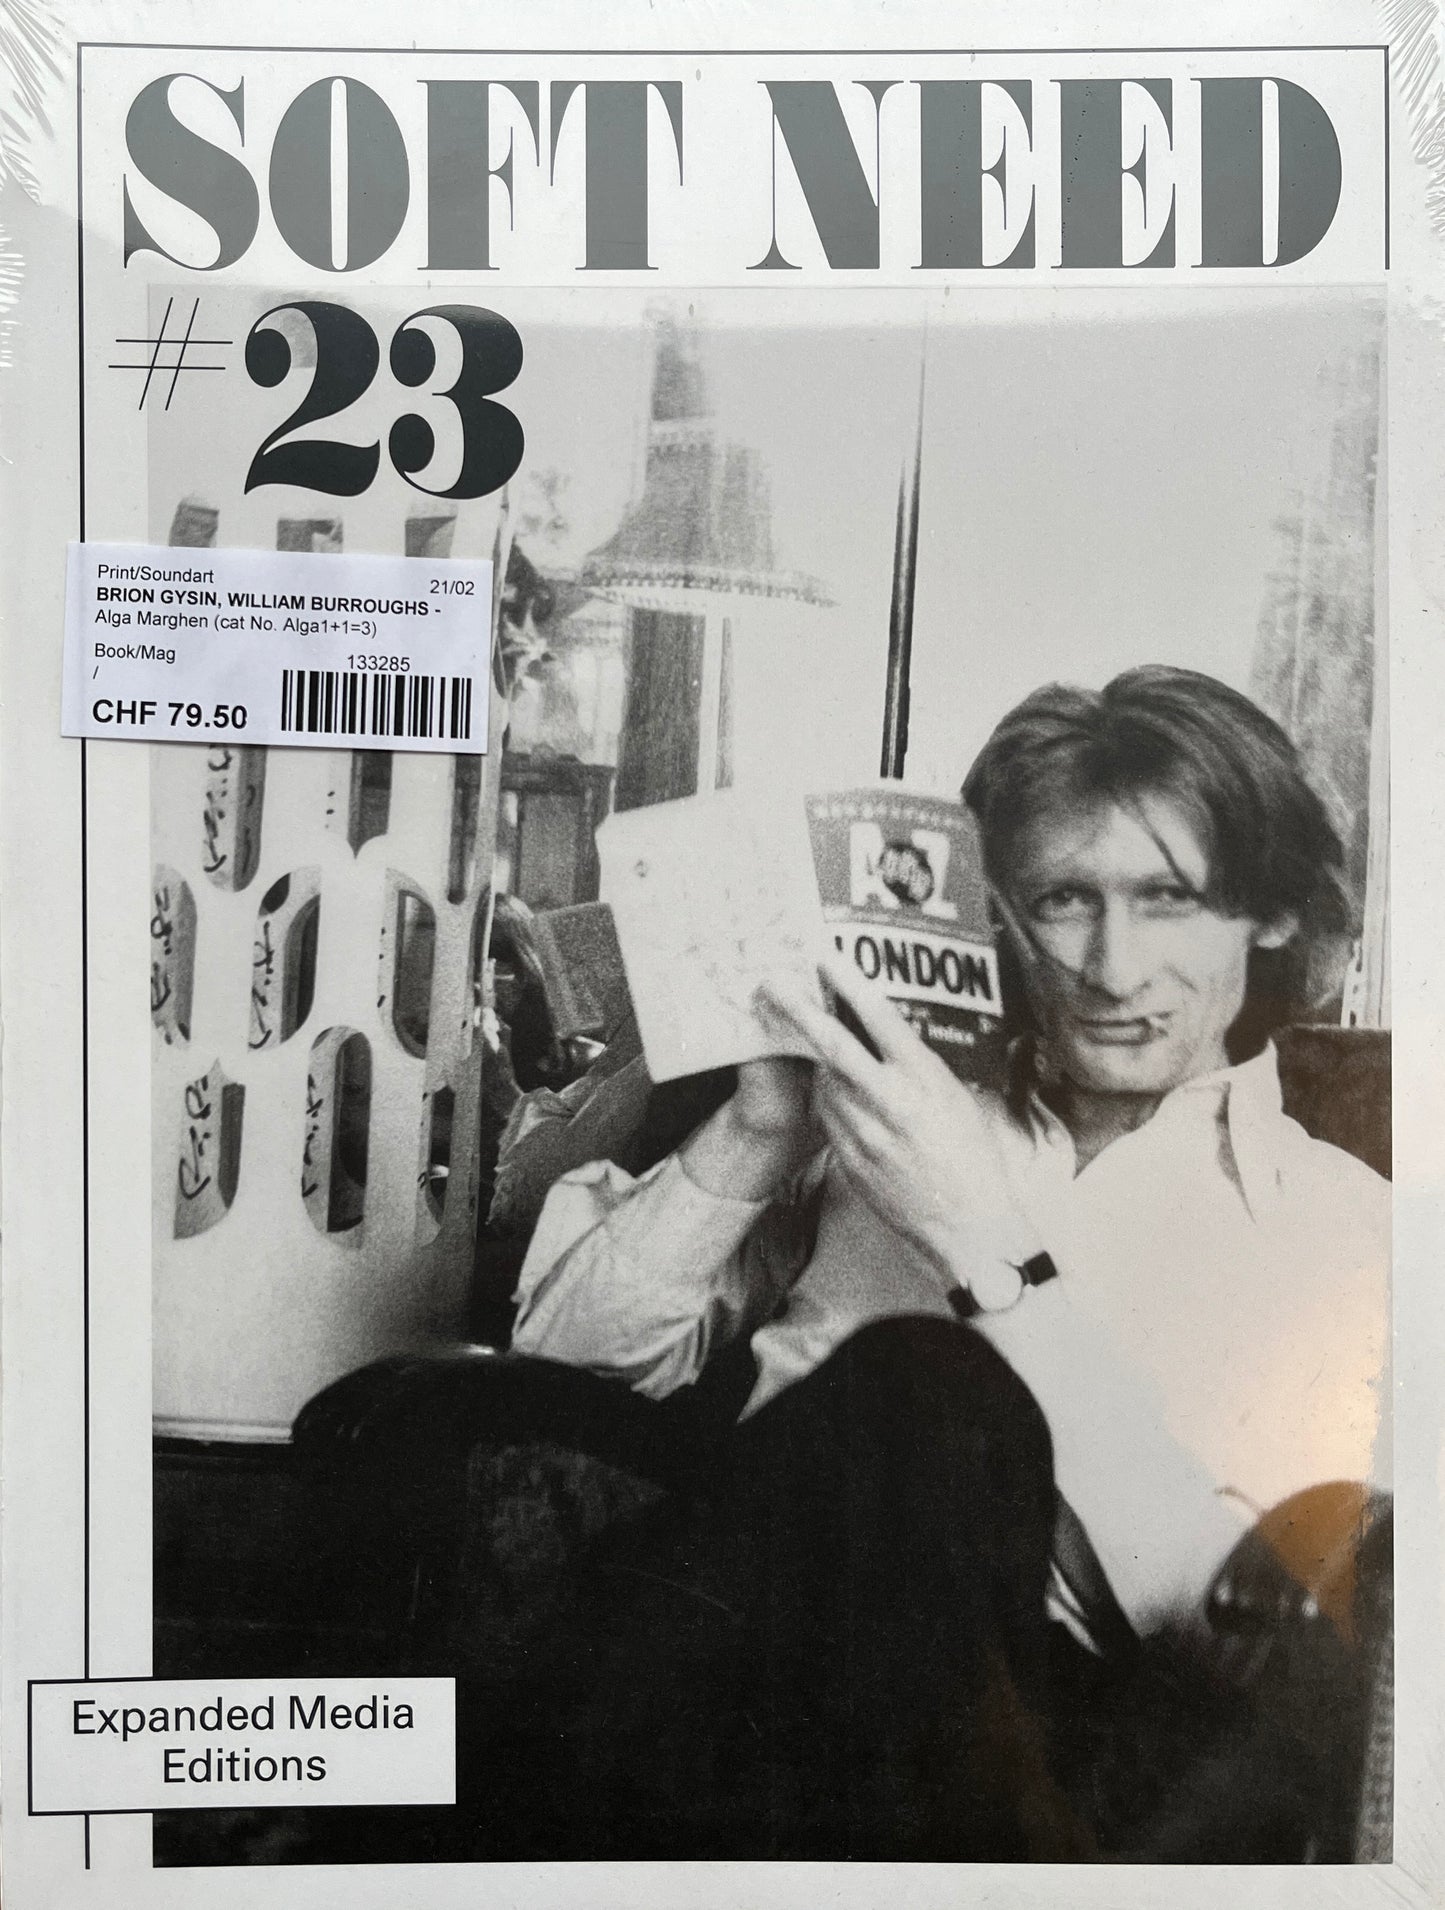 SOFT NEED
#23
Print/Soundart 21/02
BRION GYSIN, WILLIAM BURROUGHS -
Alga Marghen (cat No. Alga1+1=3)
Book/Mag 133285
/
CHF 79.50
LONDON
index
Expanded Media
Editions